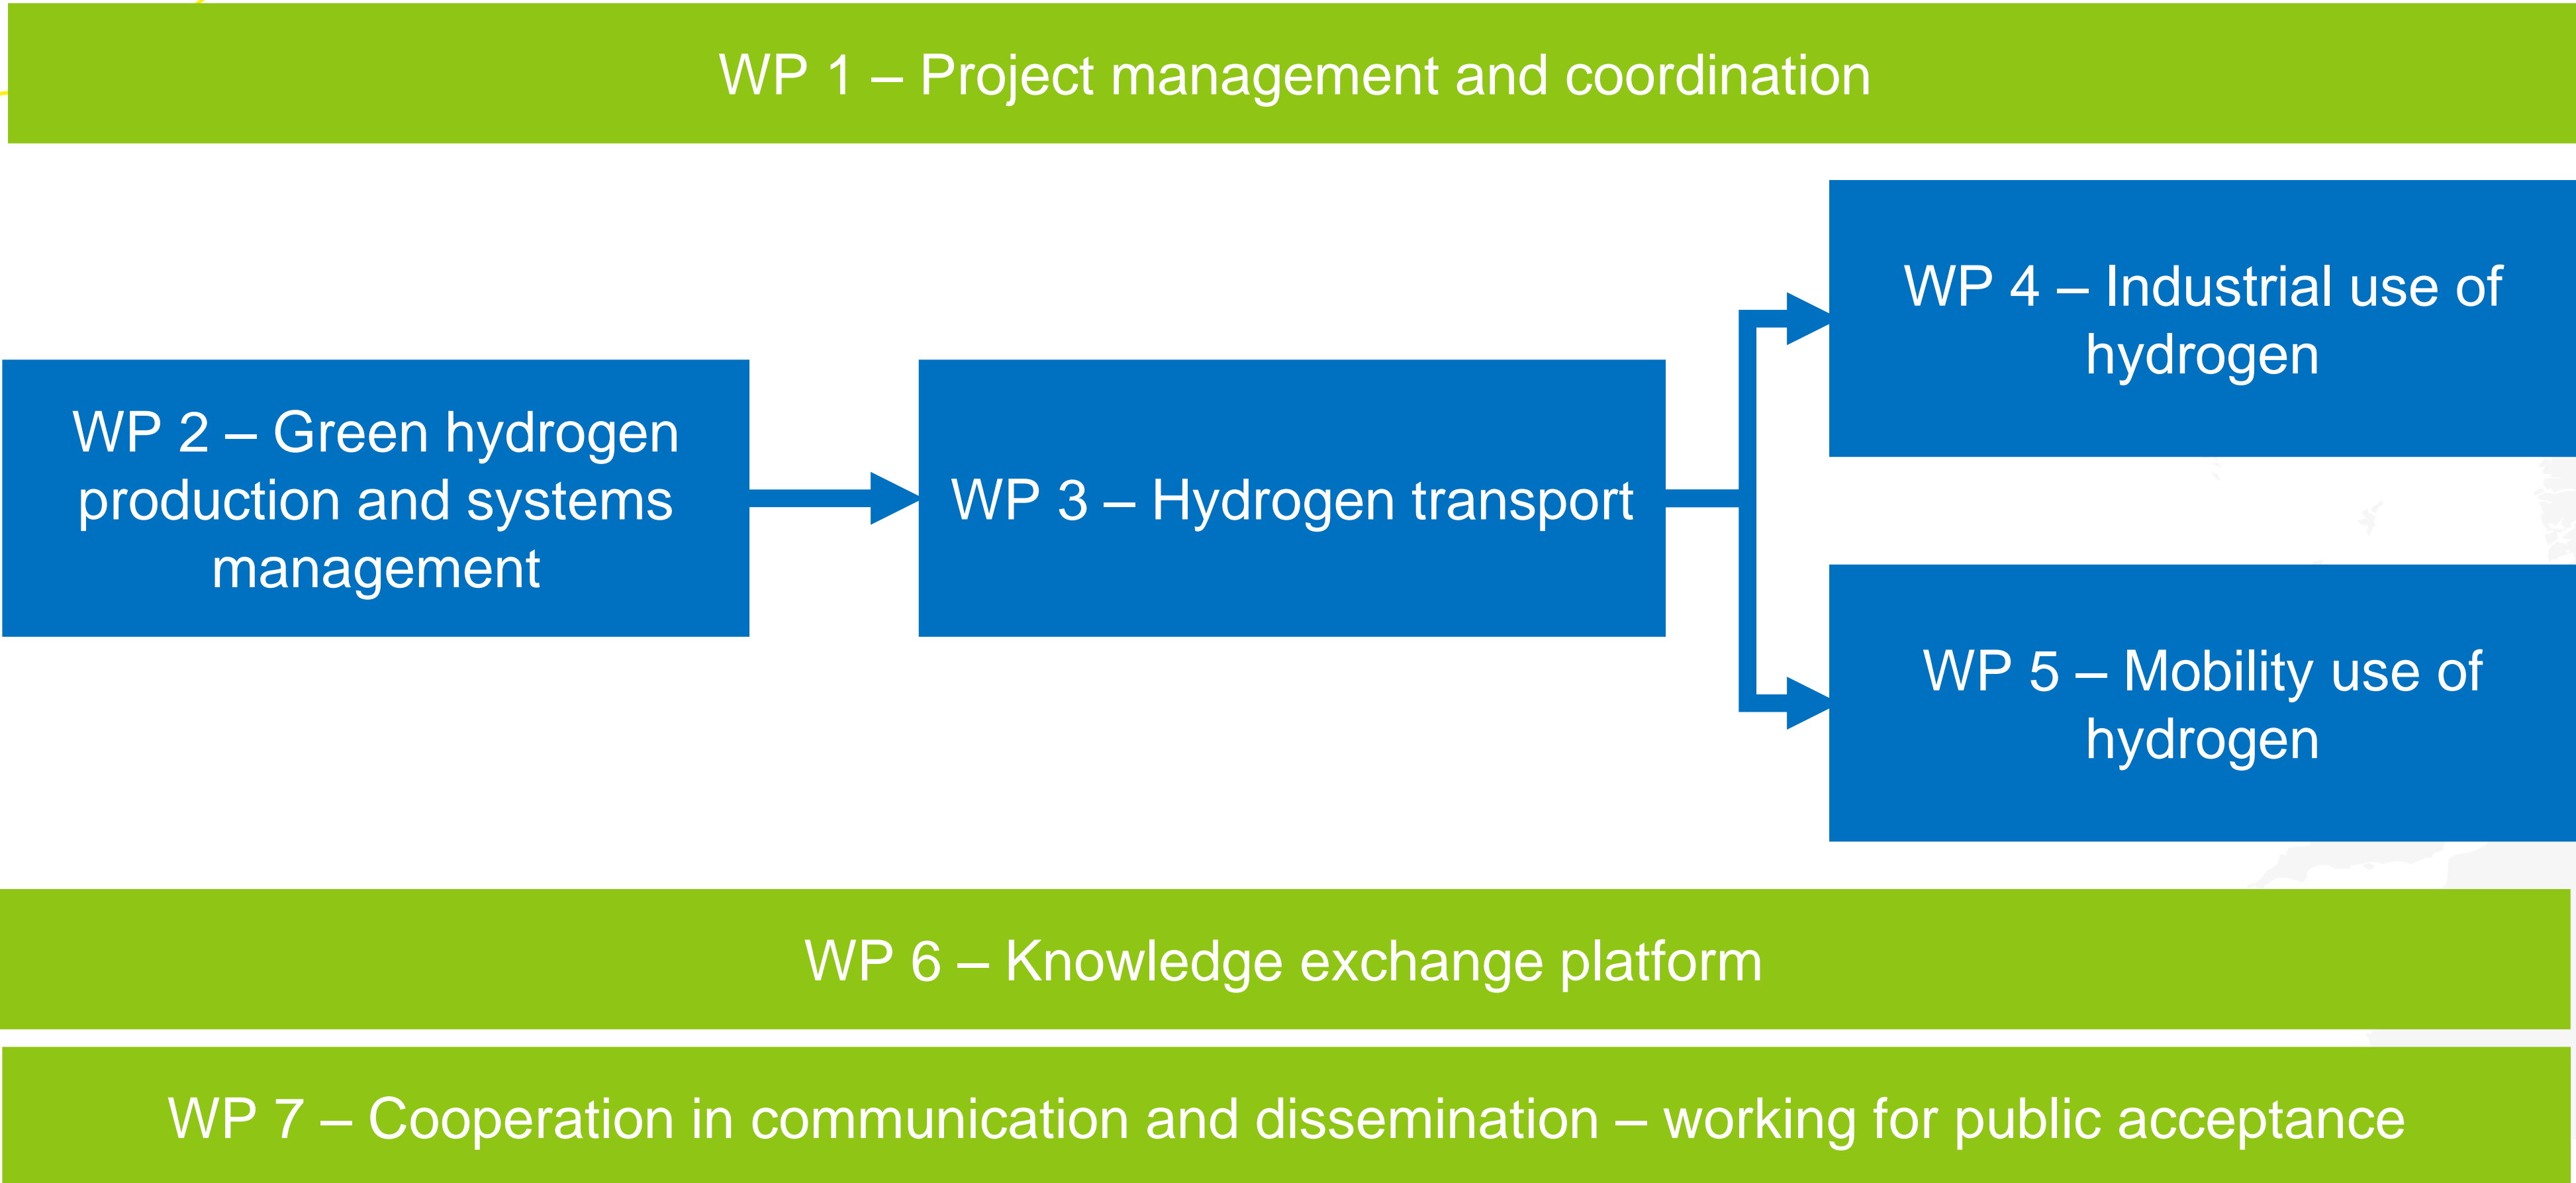 WP 1 – Project management and coordination
WP 2 – Green hydrogen
production and systems
management
WP 3 – Hydrogen transport
WP 4 – Industrial use of
hydrogen
WP 5 – Mobility use of
hydrogen
WP 6 – Knowledge exchange platform
WP 7 – Cooperation in communication and dissemination – working for public acceptance